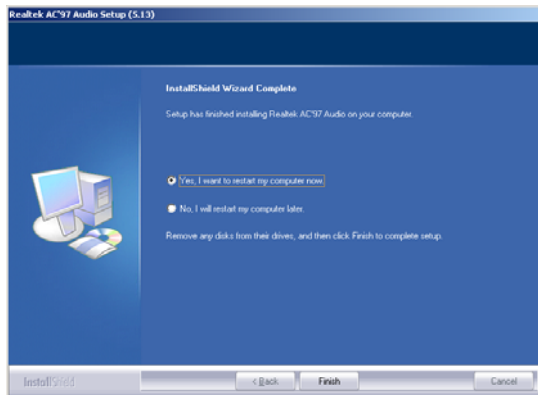 Realtek AC'97 Audio Setup (5.13)
InstallShield Wizard Complete
Setup has finished installing Realtek AC'97 Audio on your computer.
Yes, I want to restart my computer now.
No, I will restart my computer later.
Remove any disks from their drives, and then click Finish to complete setup.
InstallShield
< Back
Finish
Cancel